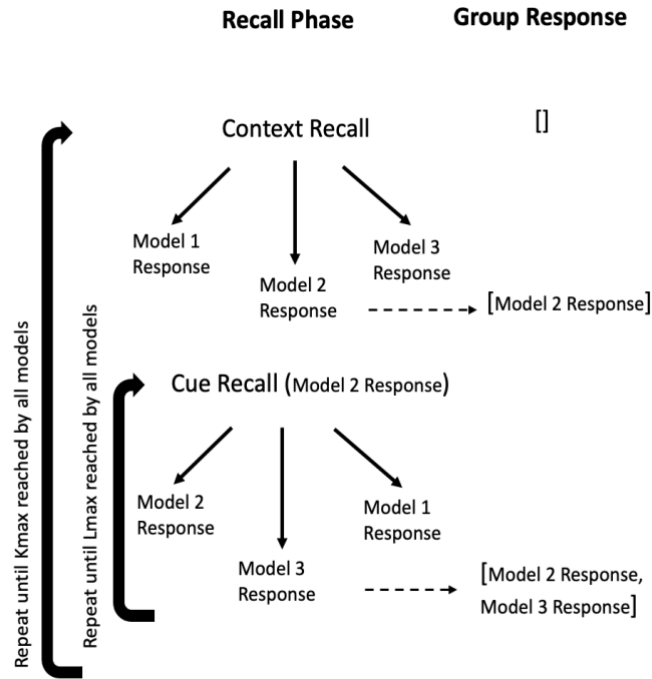 Recall Phase
Group Response
Context Recall
[]
Model 1
Response
Model 2
Response
Model 3
Response
[Model 2 Response]
Cue Recall (Model 2 Response)
Model 2
Response
Model 3
Response
Model 1
Response
[Model 2 Response,
Model 3 Response]
Repeat until Kmax reached by all models
Repeat until Lmax reached by all models